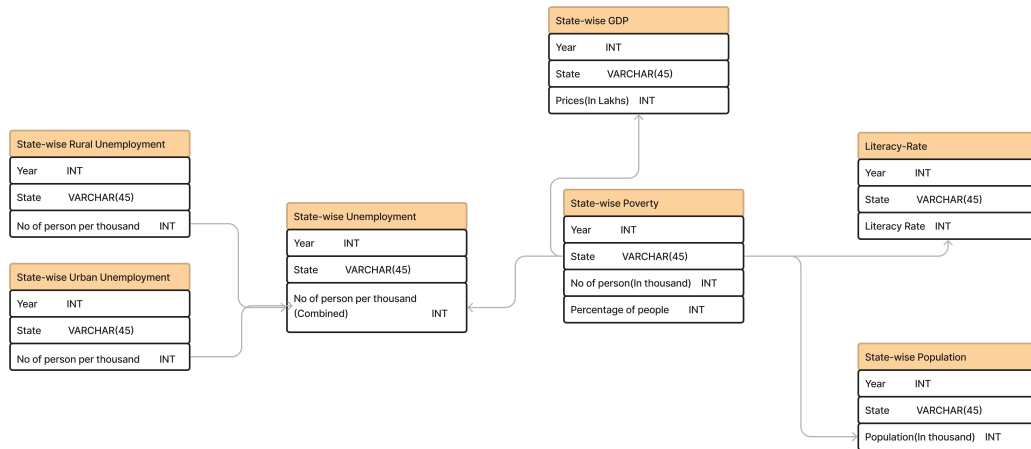 State-wise GDP
Year INT
State VARCHAR(45)
Prices(In Lakhs) INT
State-wise Rural Unemployment
Year INT
State VARCHAR(45)
No of person per thousand INT
State-wise Urban Unemployment
Year INT
State VARCHAR(45)
No of person per thousand INT
State-wise Unemployment
Year INT
State VARCHAR(45)
No of person per thousand
(Combined) INT
State-wise Poverty
Year INT
State VARCHAR(45)
No of person(In thousand) INT
Percentage of people INT
Literacy-Rate
Year INT
State VARCHAR(45)
Literacy Rate INT
State-wise Population
Year INT
State VARCHAR(45)
Population(In thousand) INT